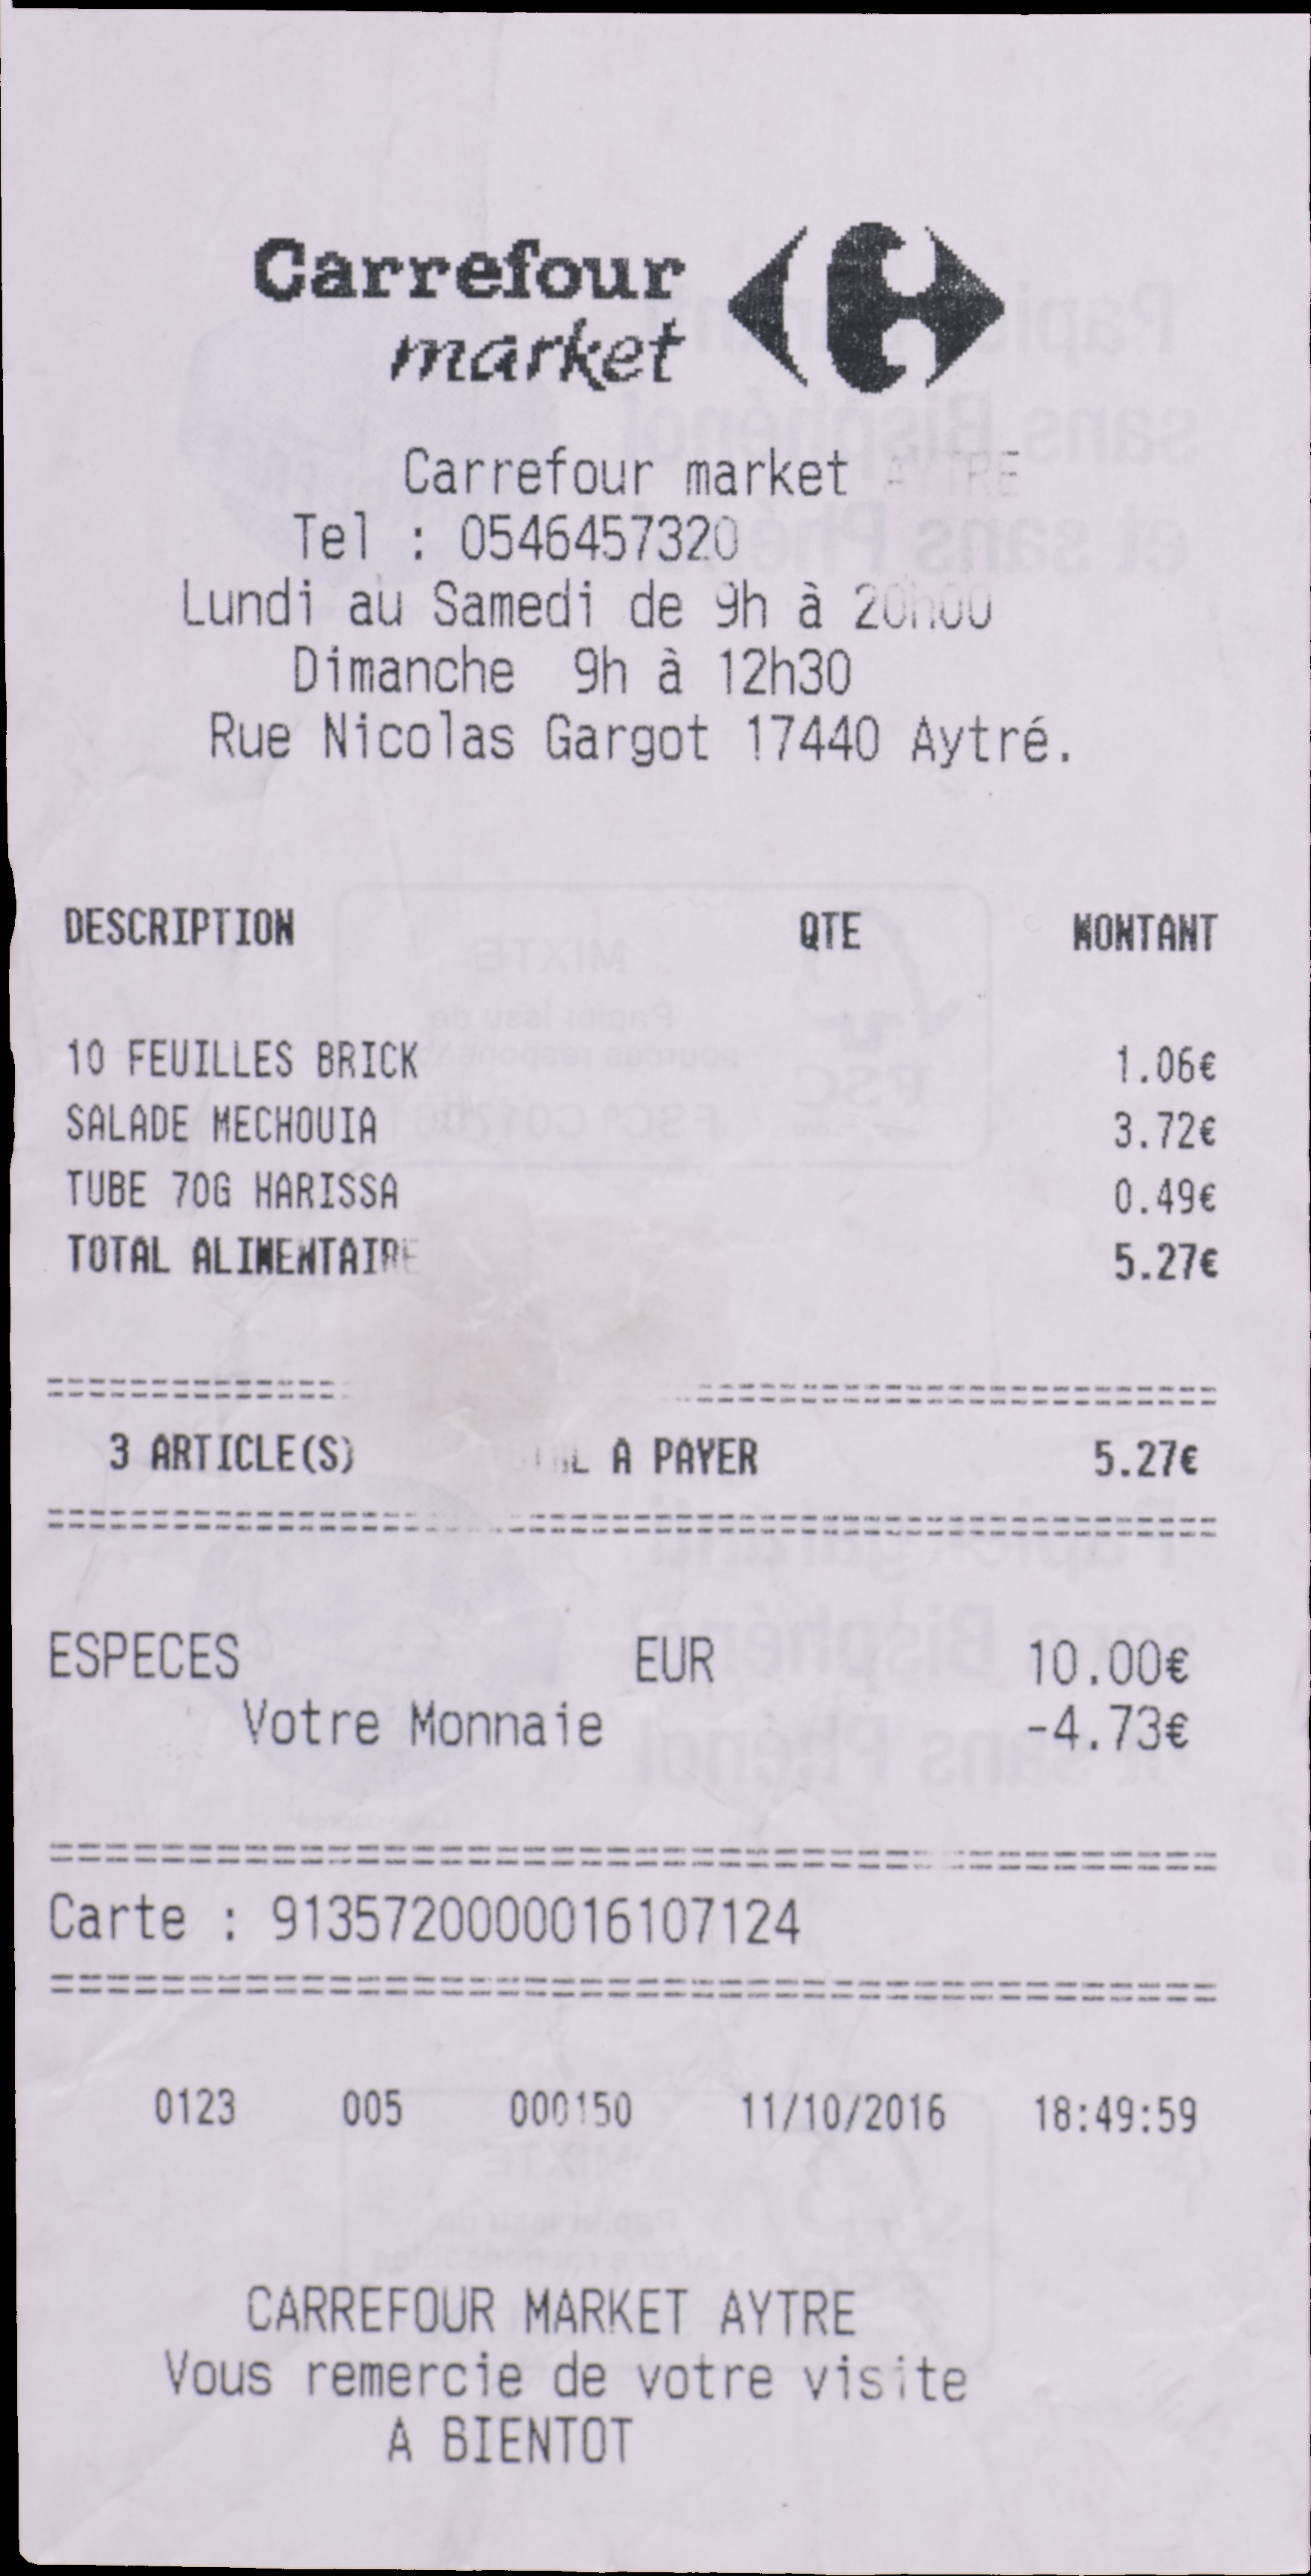 Carrefour
market
Carrefour market AYTRE
Tel : 0546457320
Lundi au Samedi de 9h à 20h00
Dimanche 9h à 12h30
Rue Nicolas Gargot 17440 Aytré.
DESCRIPTION QTE MONTANT
10 FEUILLES BRICK 1.06€
SALADE MECHOUIA 3.72€
TUBE 70G HARISSA 0.49€
TOTAL ALIMENTAIRE 5.27€
3 ARTICLE(S) A PAYER 5.27€
ESPECES EUR 10.00€
Votre Monnaie -4.73€
Carte : 9135720000016107124
0123 005 000150 11/10/2016 18:49:59
CARREFOUR MARKET AYTRE
Vous remercie de votre visite
A BIENTOT